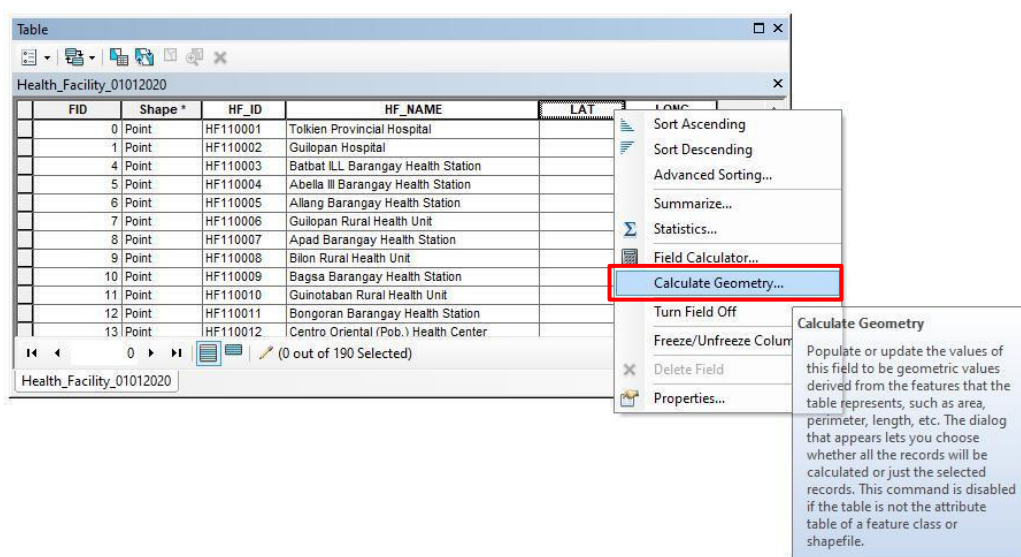 Table
Health_Facility_01012020
FID Shape * HF_ID HF_NAME LAT LONG
0 Point HF110001 Tolkien Provincial Hospital
1 Point HF110002 Guilopan Hospital
4 Point HF110003 Batbat ILL Barangay Health Station
5 Point HF110004 Abella III Barangay Health Station
6 Point HF110005 Allang Barangay Health Station
7 Point HF110006 Guilopan Rural Health Unit
8 Point HF110007 Apad Barangay Health Station
9 Point HF110008 Bilon Rural Health Unit
10 Point HF110009 Bagsa Barangay Health Station
11 Point HF110010 Guinotaban Rural Health Unit
12 Point HF110011 Bongoran Barangay Health Station
13 Point HF110012 Centro Oriental (Pob.) Health Center
0
(0 out of 190 Selected)
Health_Facility_01012020
Sort Ascending
Sort Descending
Advanced Sorting...
Summarize...
Statistics...
Field Calculator...
Calculate Geometry...
Turn Field Off
Freeze/Unfreeze Colum
Delete Field
Properties...
Calculate Geometry
Populate or update the values of
this field to be geometric values
derived from the features that the
table represents, such as area,
perimeter, length, etc. The dialog
that appears lets you choose
whether all the records will be
calculated or just the selected
records. This command is disabled
if the table is not the attribute
table of a feature class or
shapefile.